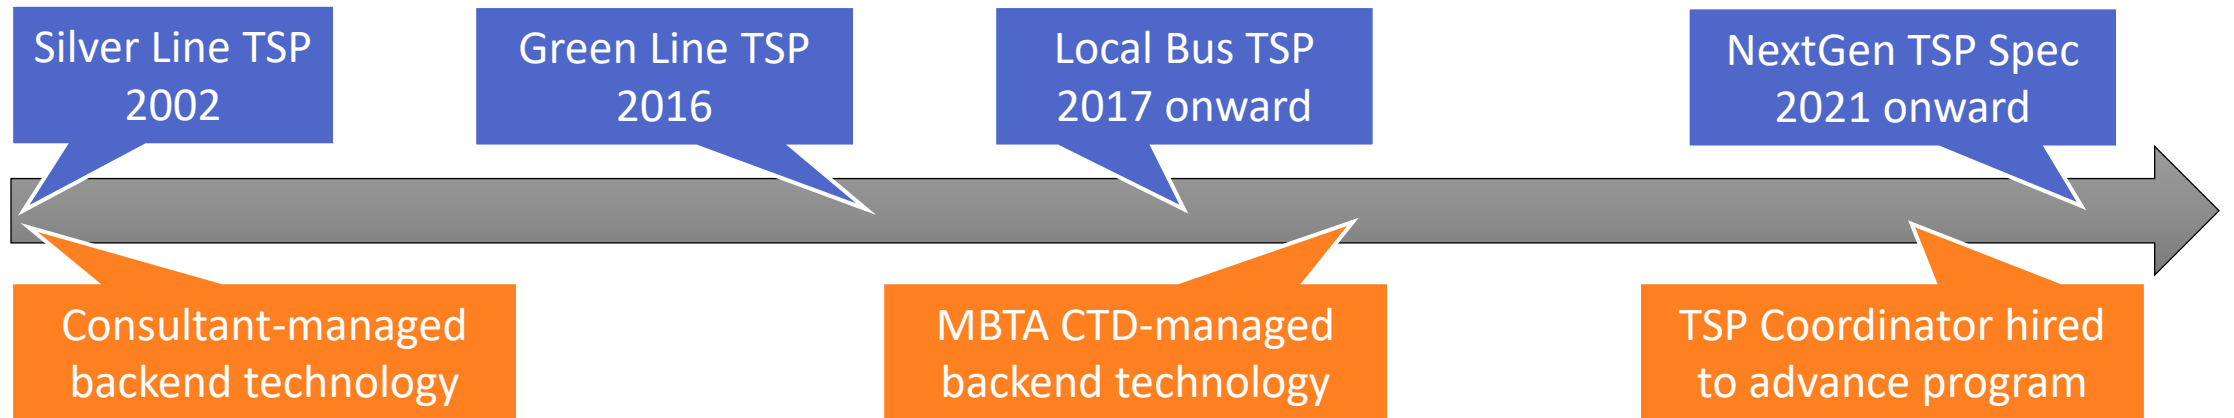 Silver Line TSP
2002
Green Line TSP
2016
Local Bus TSP
2017 onward
NextGen TSP Spec
2021 onward
Consultant-managed
backend technology
MBTA CTD-managed
backend technology
TSP Coordinator hired
to advance program